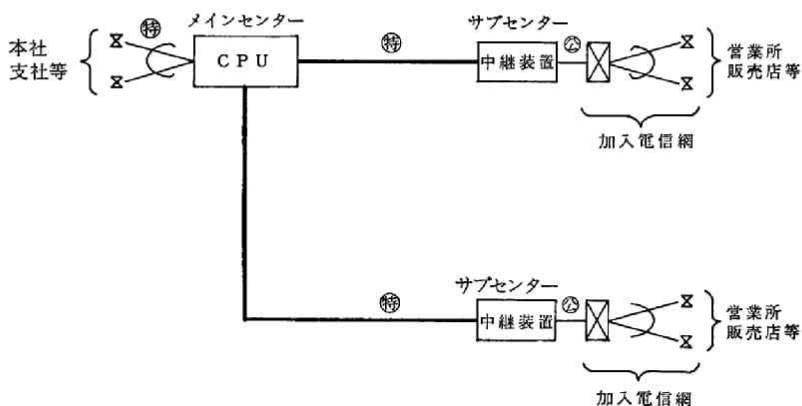 メインセンター
㊕
本社
支社等
CPU
㊕
サブセンター
中継装置
公
営業所
販売店等
加入電信網
㊕
サブセンター
中継装置
公
営業所
販売店等
加入電信網